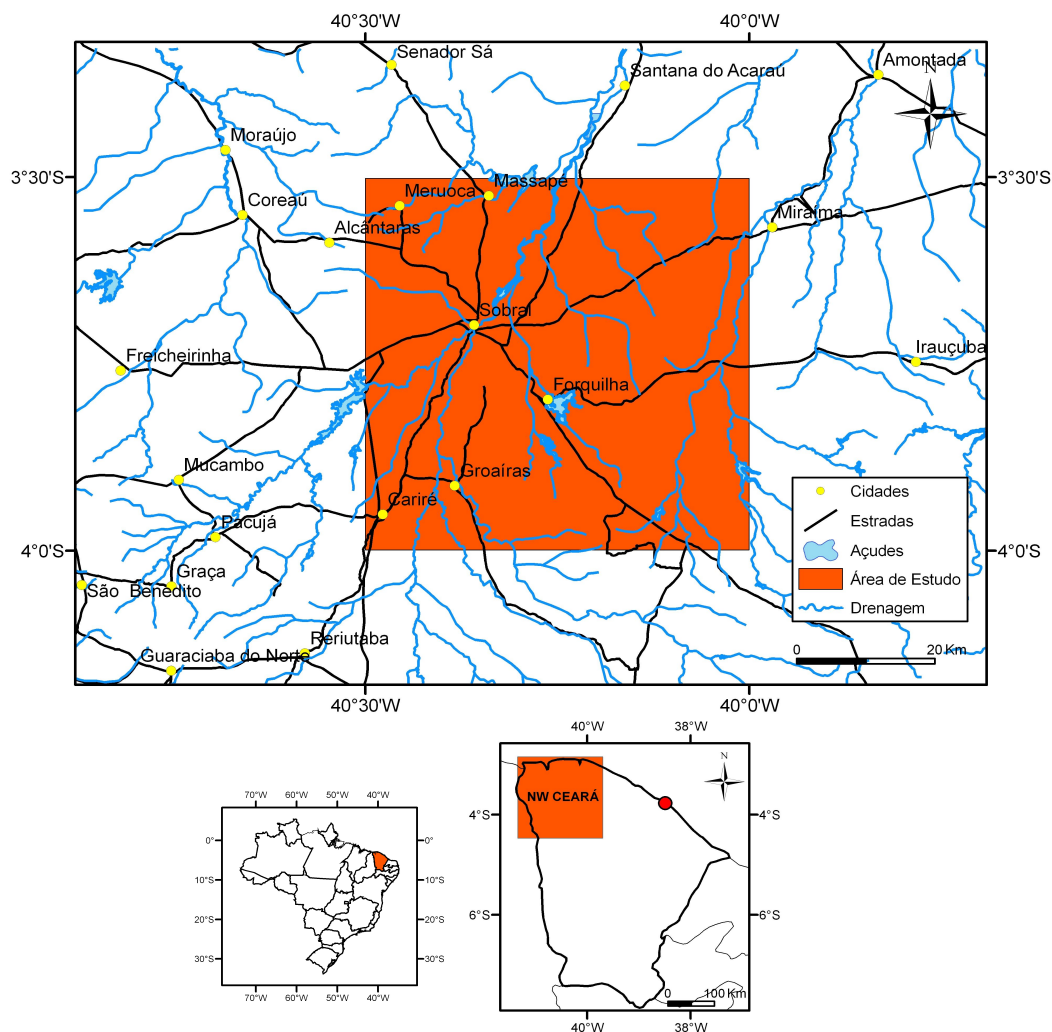 40°30'W
40°0'W
Senador Sá
Santana do Acaraú
Amontada
N
Moraújo
3°30'S
3°30'S
Massapê
Meruoca
Coreaú
Miraíma
Alcântaras
Sobral
Freicheirinha
Irauçuba
Forquilha
Mucambo
Groaíras
Cariré
Pacujá
Cidades
Estradas
Açudes
Área de Estudo
Drenagem
4°0'S
4°0'S
Graça
São Benedito
Reriutaba
Guaraciaba do Norte
0
20 Km
40°30'W
40°0'W
40°W
38°W
N
NW CEARÁ
4°S
4°S
6°S
6°S
0
100 Km
40°W
38°W
70°W
60°W
50°W
40°W
0°
0°
10°S
10°S
20°S
20°S
30°S
30°S
70°W
60°W
50°W
40°W